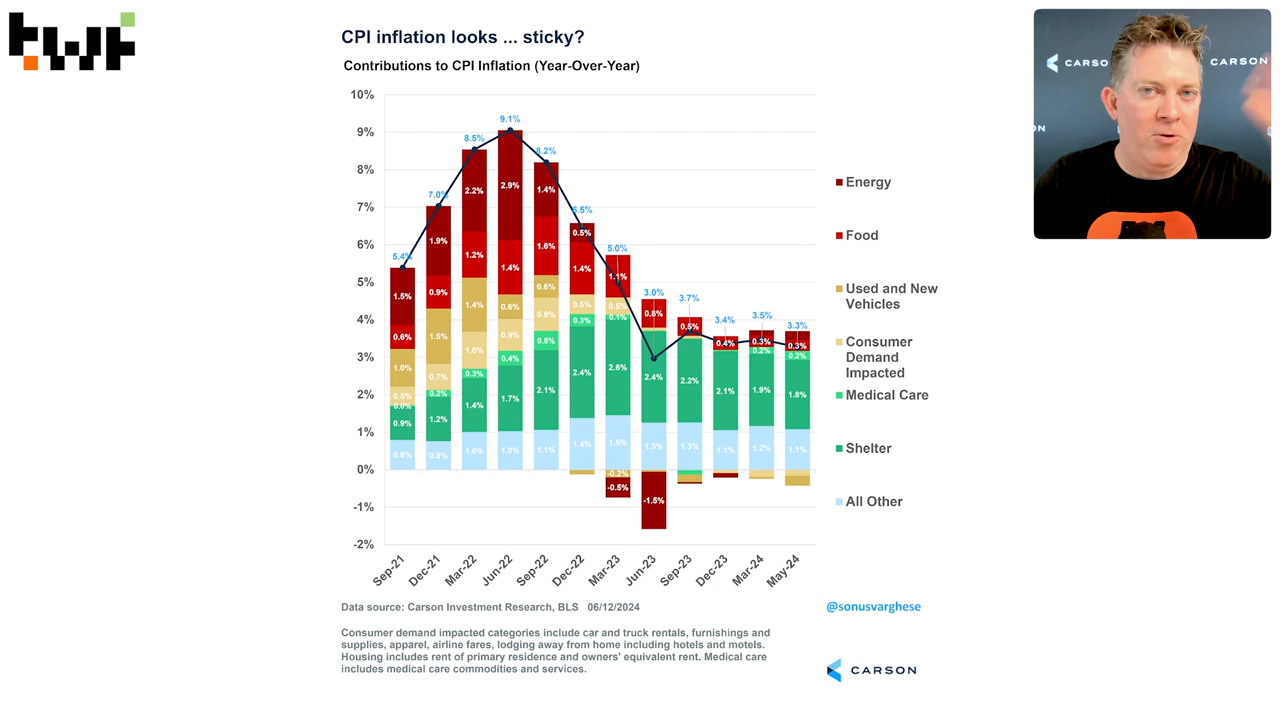 twf
CPI inflation looks ... sticky?
Contributions to CPI Inflation (Year-Over-Year)
CARSON
CARSON
ON
10%
9%
8%
7%
6%
5%
4%
3%
2%
1%
0%
-1%
-2%
5.4%
7.0%
8.5%
9.1%
8.2%
6.5%
5.0%
3.0%
3.7%
3.4%
3.5%
3.3%
1.5%
0.6%
1.0%
0.5%
0.0%
0.9%
0.8%
1.9%
0.9%
1.5%
0.7%
0.2%
1.2%
0.8%
2.2%
1.2%
1.4%
1.0%
0.3%
1.4%
1.0%
2.9%
1.4%
0.6%
0.9%
0.4%
1.7%
1.0%
1.4%
1.6%
0.6%
0.9%
0.5%
2.1%
1.1%
0.5%
1.4%
0.5%
0.3%
2.4%
1.4%
1.1%
0.5%
0.1%
2.6%
1.5%
-0.2%
-0.5%
0.8%
2.4%
1.3%
-1.5%
0.5%
2.2%
1.3%
0.4%
2.1%
1.1%
0.3%
0.2%
1.9%
1.2%
0.3%
0.2%
1.8%
1.1%
Sep-21
Dec-21
Mar-22
Jun-22
Sep-22
Dec-22
Mar-23
Jun-23
Sep-23
Dec-23
Mar-24
May-24
Energy
Food
Used and New
Vehicles
Consumer
Demand
Impacted
Medical Care
Shelter
All Other
Data source: Carson Investment Research, BLS 06/12/2024
@sonusvarghese
Consumer demand impacted categories include car and truck rentals, furnishings and
supplies, apparel, airline fares, lodging away from home including hotels and motels.
Housing includes rent of primary residence and owners' equivalent rent. Medical care
includes medical care commodities and services.
CARSON